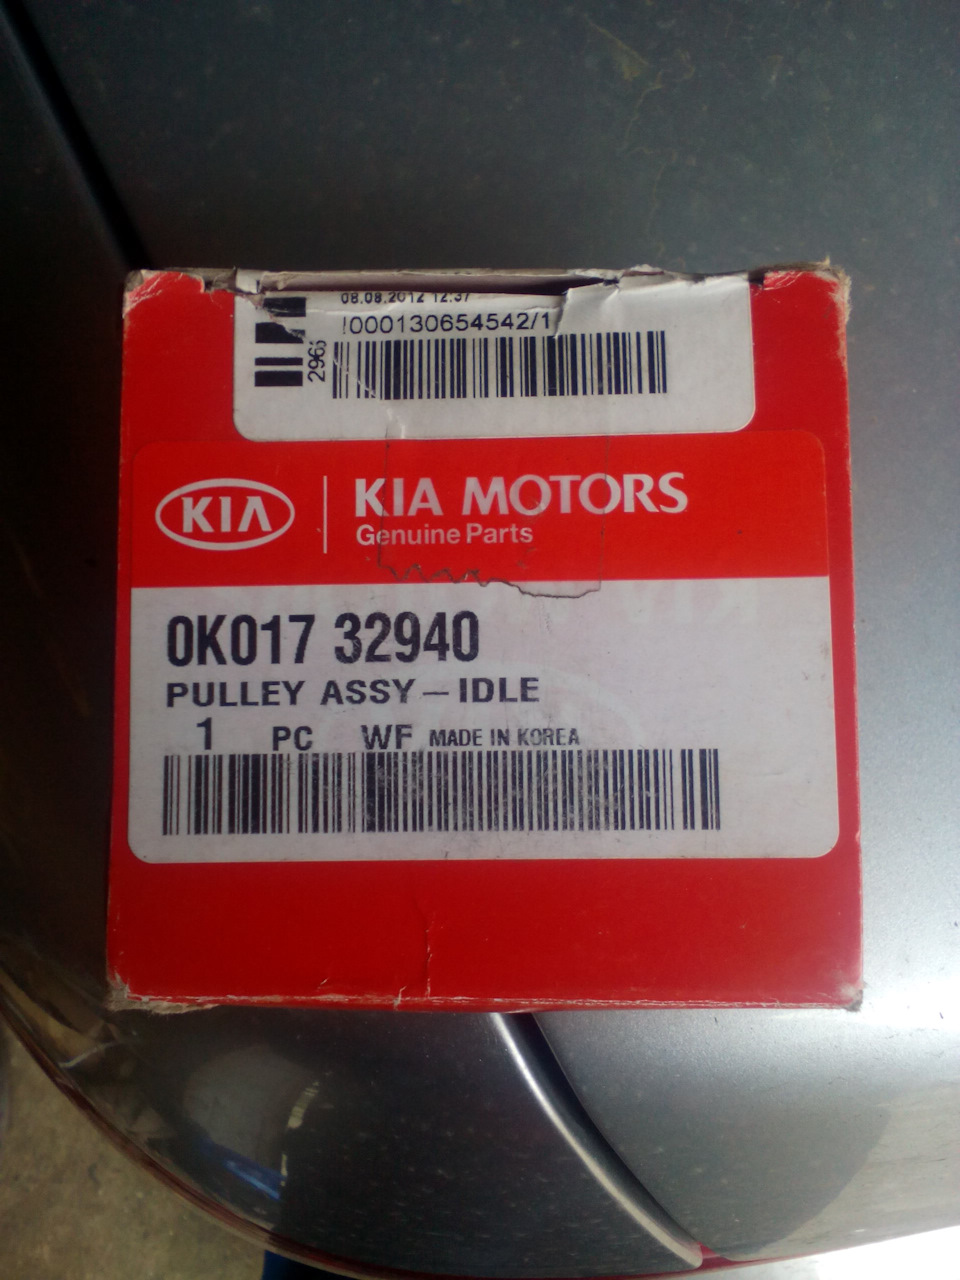 08.08.2012 12:37
000130654542/1
296
KIA
KIA MOTORS
Genuine Parts
0K017 32940
PULLEY ASSY - IDLE
1 PC WF MADE IN KOREA